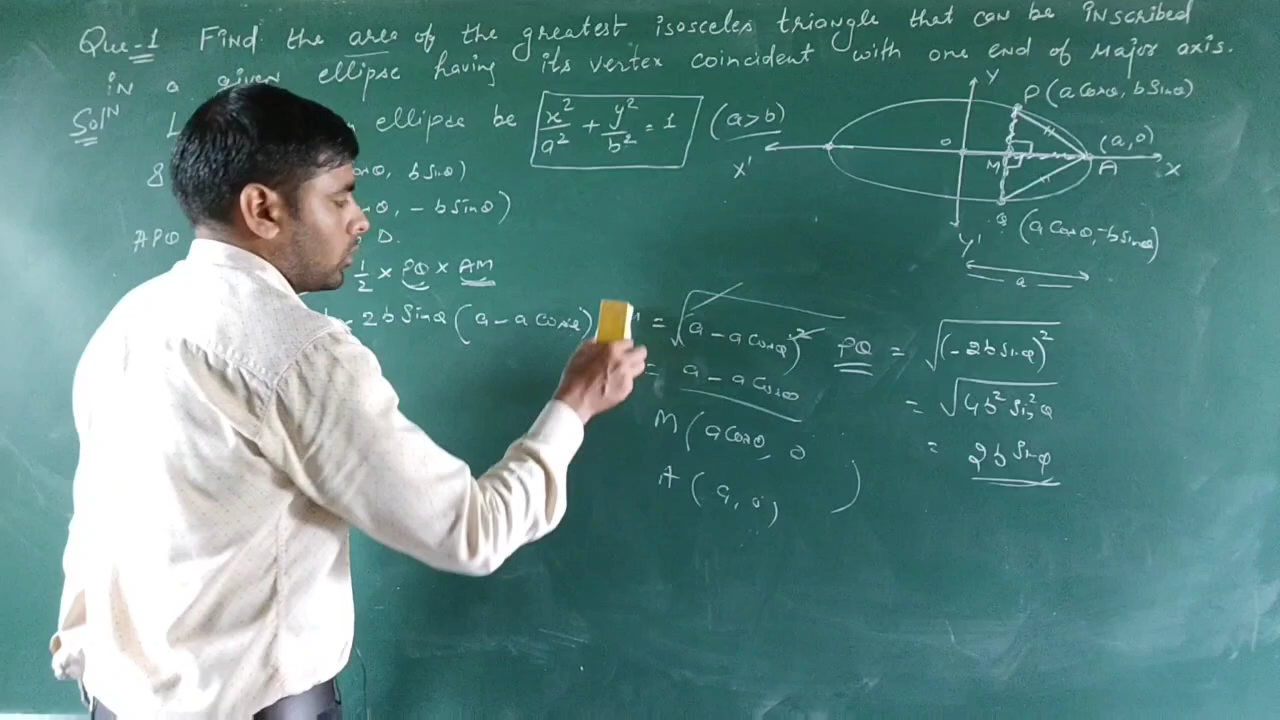 Que-1 Find the area of the greatest isosceles triangle that can be inscribed
in a given ellipse having its vertex coincident with one end of Major axis.
Solⁿ L ellipse be x²/a² + y²/b² = 1 (a>b)
cosθ, b sinθ)
θ, - b sinθ)
APQ Δ.
1/2 × PQ × AM
2b sinθ (a - a cosθ)
= √(a - a cosθ)²
= a - a cosθ
M (a cosθ, 0
A ( a, 0, )
PQ = √(-2b sinθ)²
= √4b² sin²θ
= 2b sinθ
Y
P (a cosθ, b sinθ)
(a, 0)
X' O M A X
Q (a cosθ, -b sinθ)
Y'
a